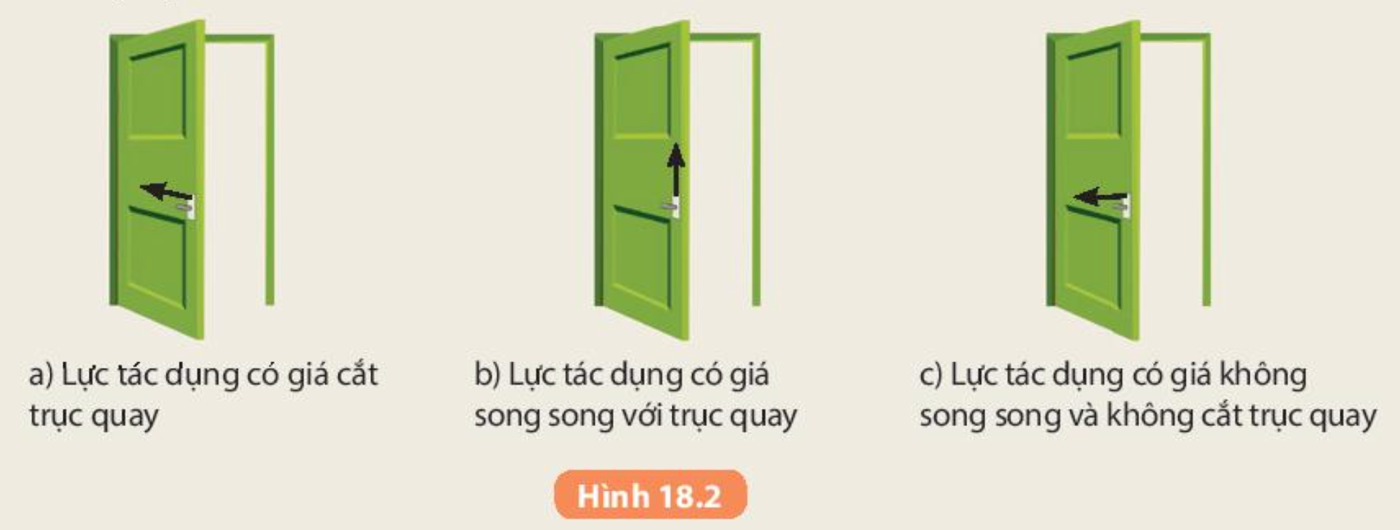 a) Lực tác dụng có giá cắt
trục quay
b) Lực tác dụng có giá
song song với trục quay
c) Lực tác dụng có giá không
song song và không cắt trục quay
Hình 18.2